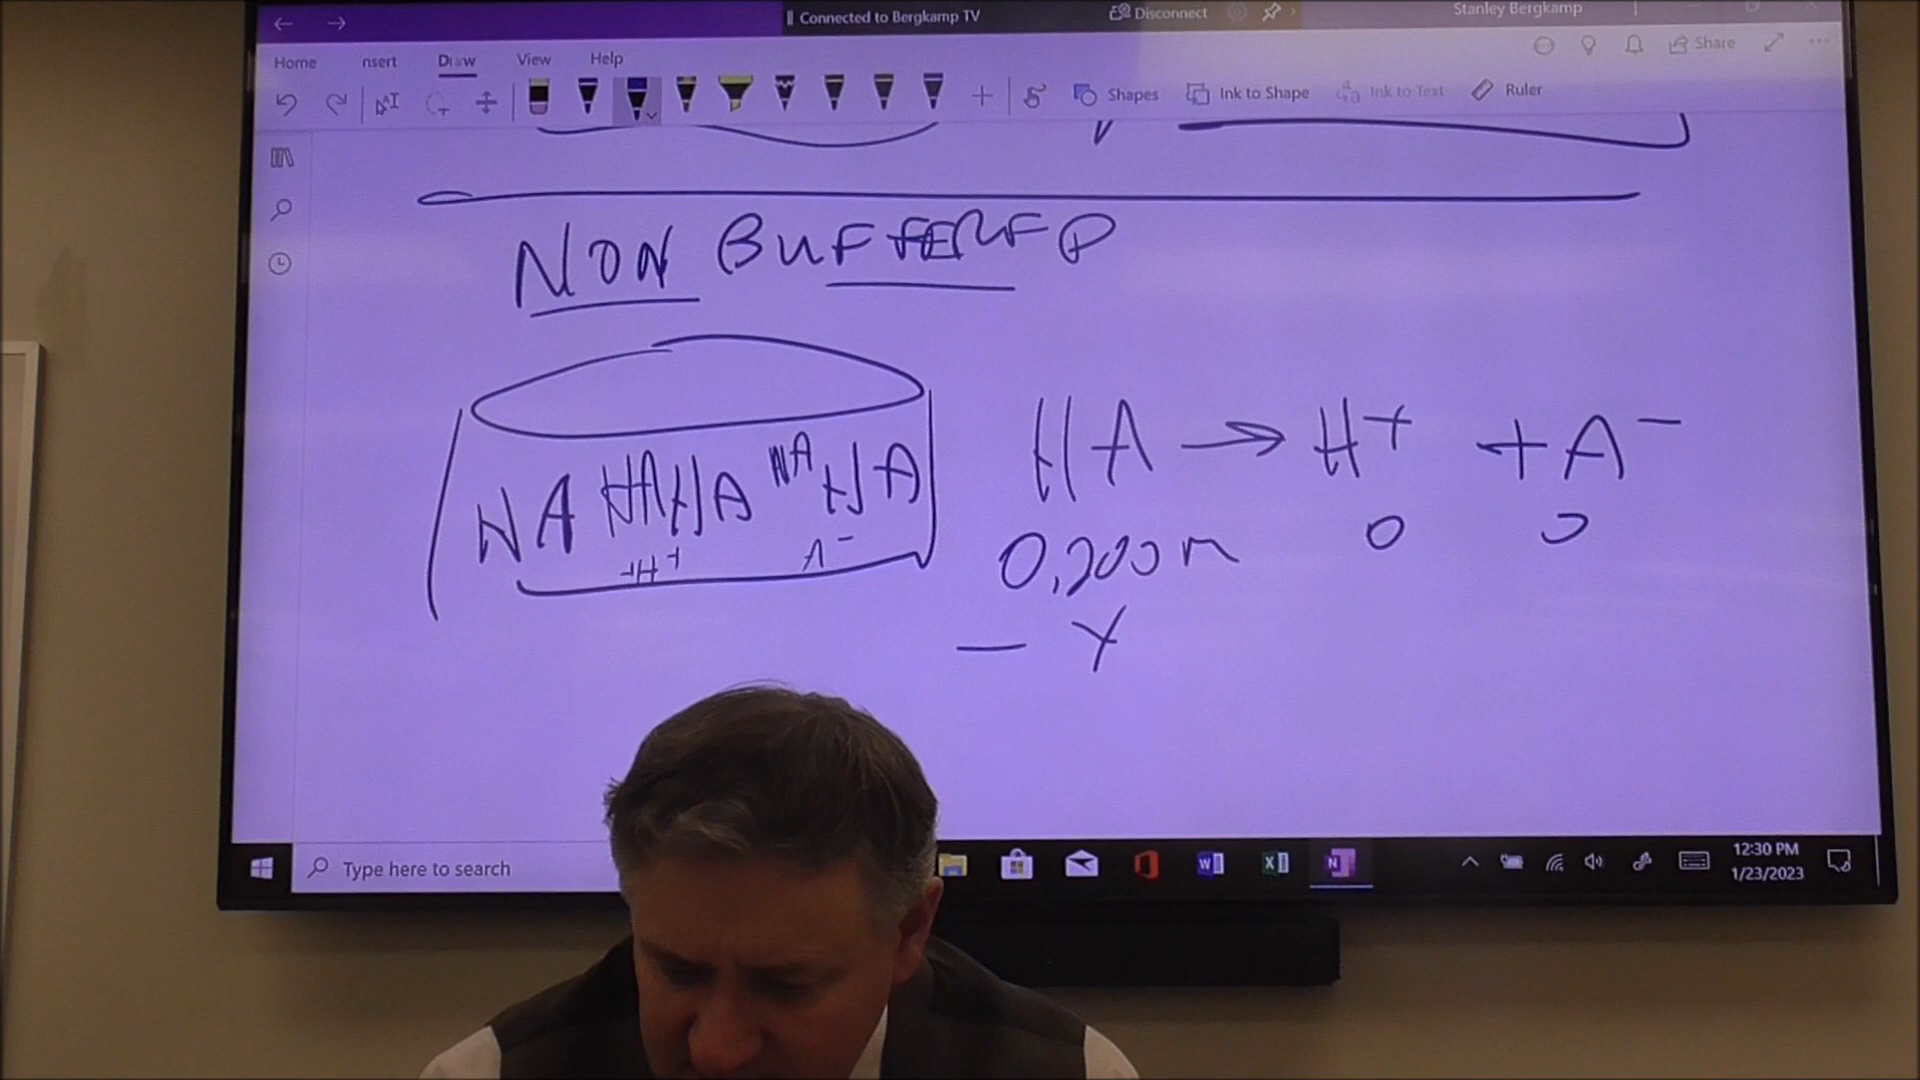 Connected to Bergkamp TV
Disconnect
Stanley Bergkamp
Home nsert Draw View Help
Share
Shapes Ink to Shape Ink to Text Ruler
NON BUFFERED
HA HA HA HA HA
H+ A-
HA → H+ + A-
0.200m 0 0
- X
Type here to search
12:30 PM
1/23/2023